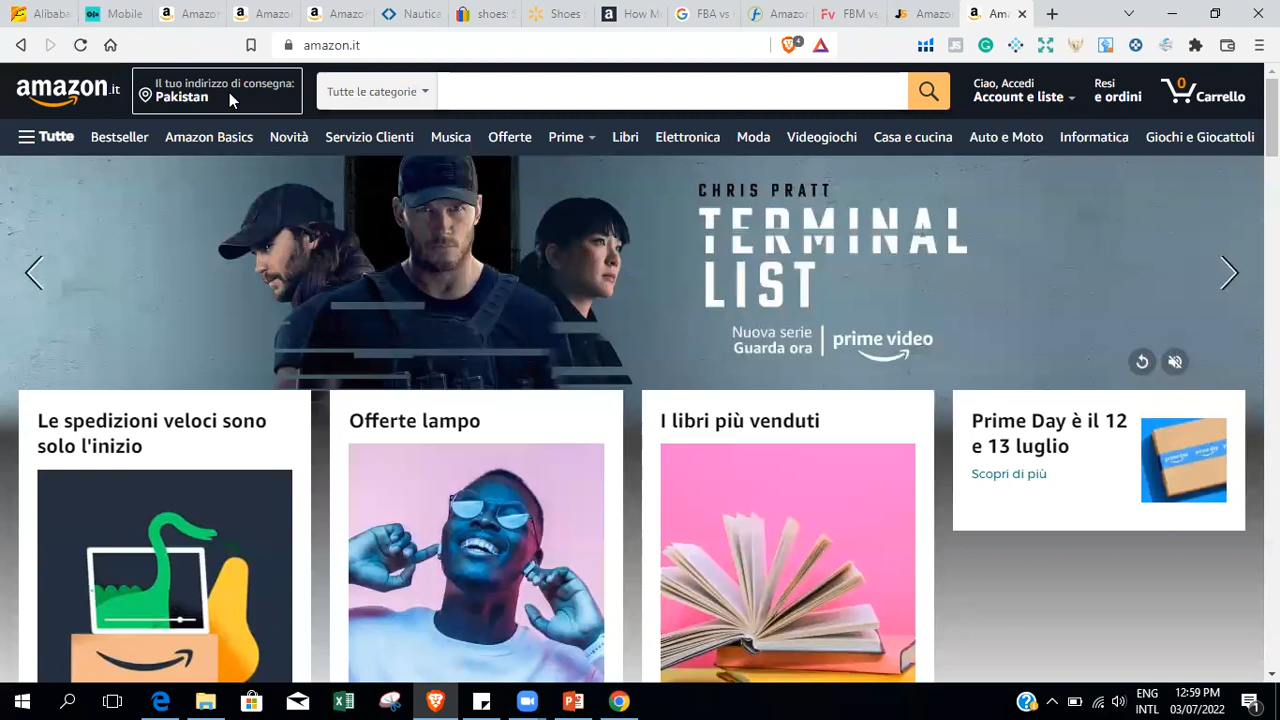 Alibaba
Mobile
Amazon
Amazon
Amazon
Nautica
shoes:
Shoes
How M
FBA vs
Amazon
FBM vs
Amazon
Ama
amazon.it
4
amazon.it
Il tuo indirizzo di consegna:
Pakistan
Tutte le categorie
Ciao, Accedi
Account e liste
Resi
e ordini
0
Carrello
Tutte
Bestseller
Amazon Basics
Novità
Servizio Clienti
Musica
Offerte
Prime
Libri
Elettronica
Moda
Videogiochi
Casa e cucina
Auto e Moto
Informatica
Giochi e Giocattoli
CHRIS PRATT
TERMINAL
LIST
Nuova serie
Guarda ora
prime video
Le spedizioni veloci sono
solo l'inizio
Offerte lampo
I libri più venduti
Prime Day è il 12
e 13 luglio
Scopri di più
ENG
INTL
12:59 PM
03/07/2022
1